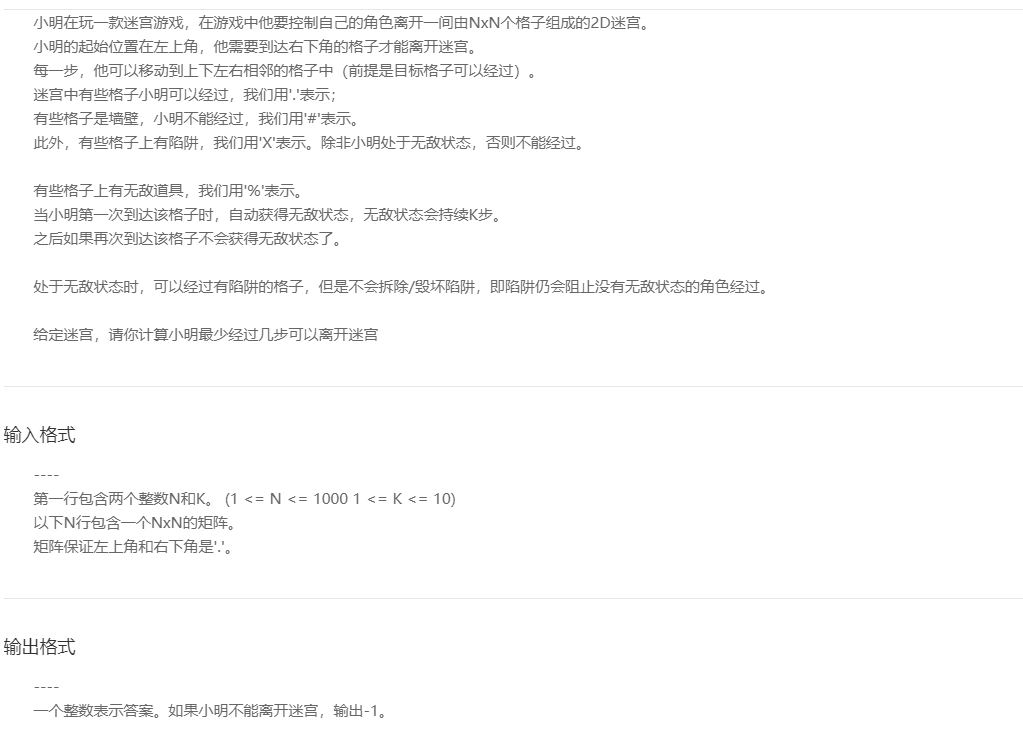 小明在玩一款迷宫游戏，在游戏中他要控制自己的角色离开一间由NxN个格子组成的2D迷宫。
小明的起始位置在左上角，他需要到达右下角的格子才能离开迷宫。
每一步，他可以移动到上下左右相邻的格子中（前提是目标格子可以经过）。
迷宫中有些格子小明可以经过，我们用'.'表示；
有些格子是墙壁，小明不能经过，我们用'#'表示。
此外，有些格子上有陷阱，我们用'X'表示。除非小明处于无敌状态，否则不能经过。
有些格子上有无敌道具，我们用'%'表示。
当小明第一次到达该格子时，自动获得无敌状态，无敌状态会持续K步。
之后如果再次到达该格子不会获得无敌状态了。
处于无敌状态时，可以经过有陷阱的格子，但是不会拆除/毁坏陷阱，即陷阱仍会阻止没有无敌状态的角色经过。
给定迷宫，请你计算小明最少经过几步可以离开迷宫
输入格式
----
第一行包含两个整数N和K。 (1 <= N <= 1000 1 <= K <= 10)
以下N行包含一个NxN的矩阵。
矩阵保证左上角和右下角是'.'。
输出格式
----
一个整数表示答案。如果小明不能离开迷宫，输出-1。